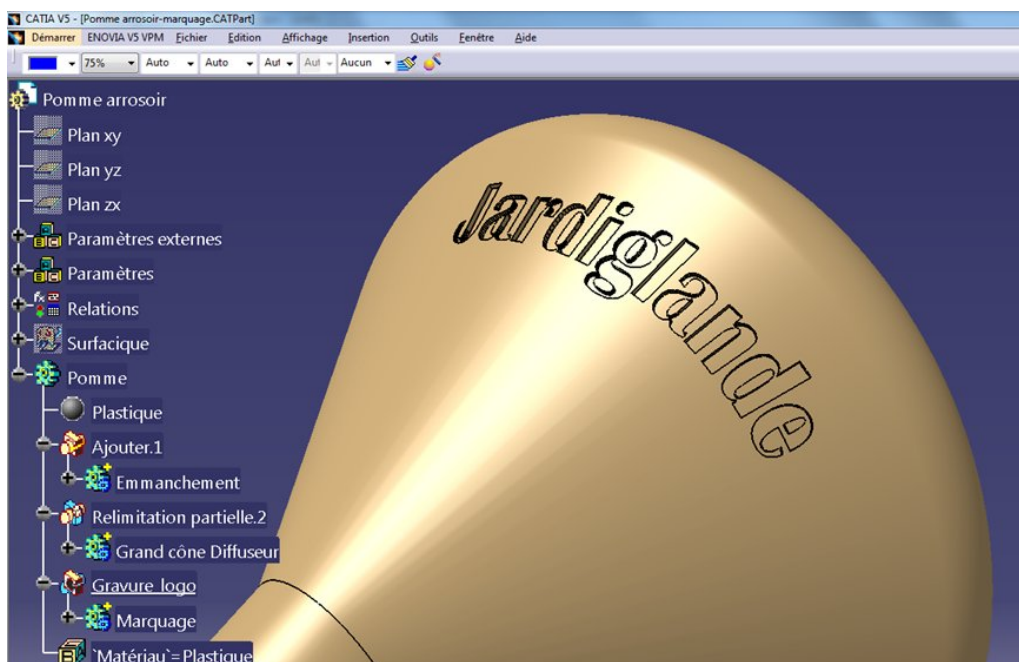 CATIA V5 - [Pomme arrosoir-marquage.CATPart]
Démarrer ENOVIA V5 VPM Fichier Edition Affichage Insertion Outils Fenêtre Aide
75% Auto Auto Aut Aut Aucun
Pomme arrosoir
Plan xy
Plan yz
Plan zx
Paramètres externes
Paramètres
Relations
Surfacique
Pomme
Plastique
Ajouter.1
Emmanchement
Relimitation partielle.2
Grand cône Diffuseur
Gravure logo
Marquage
`Matériau`=Plastique
Jardiglande